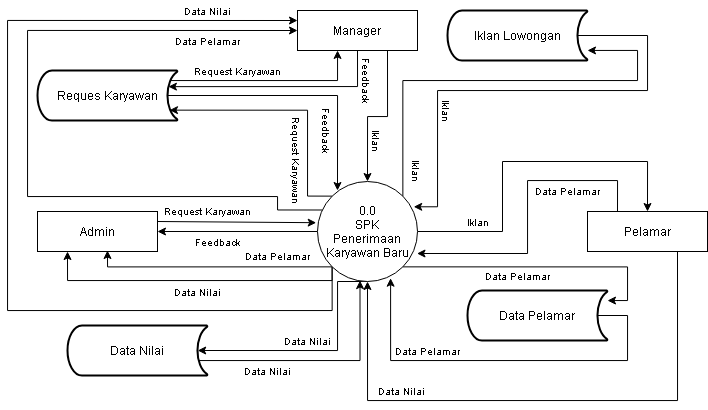 Data Nilai
Data Pelamar
Manager
Iklan Lowongan
Request Karyawan
Feedback
Reques Karyawan
Feedback
Request Karyawan
Iklan
Iklan
Iklan
Request Karyawan
Admin
Feedback
Data Pelamar
Data Nilai
0.0
SPK
Penerimaan
Karyawan Baru
Iklan
Data Pelamar
Pelamar
Data Pelamar
Data Pelamar
Data Nilai
Data Nilai
Data Nilai
Data Pelamar
Data Nilai